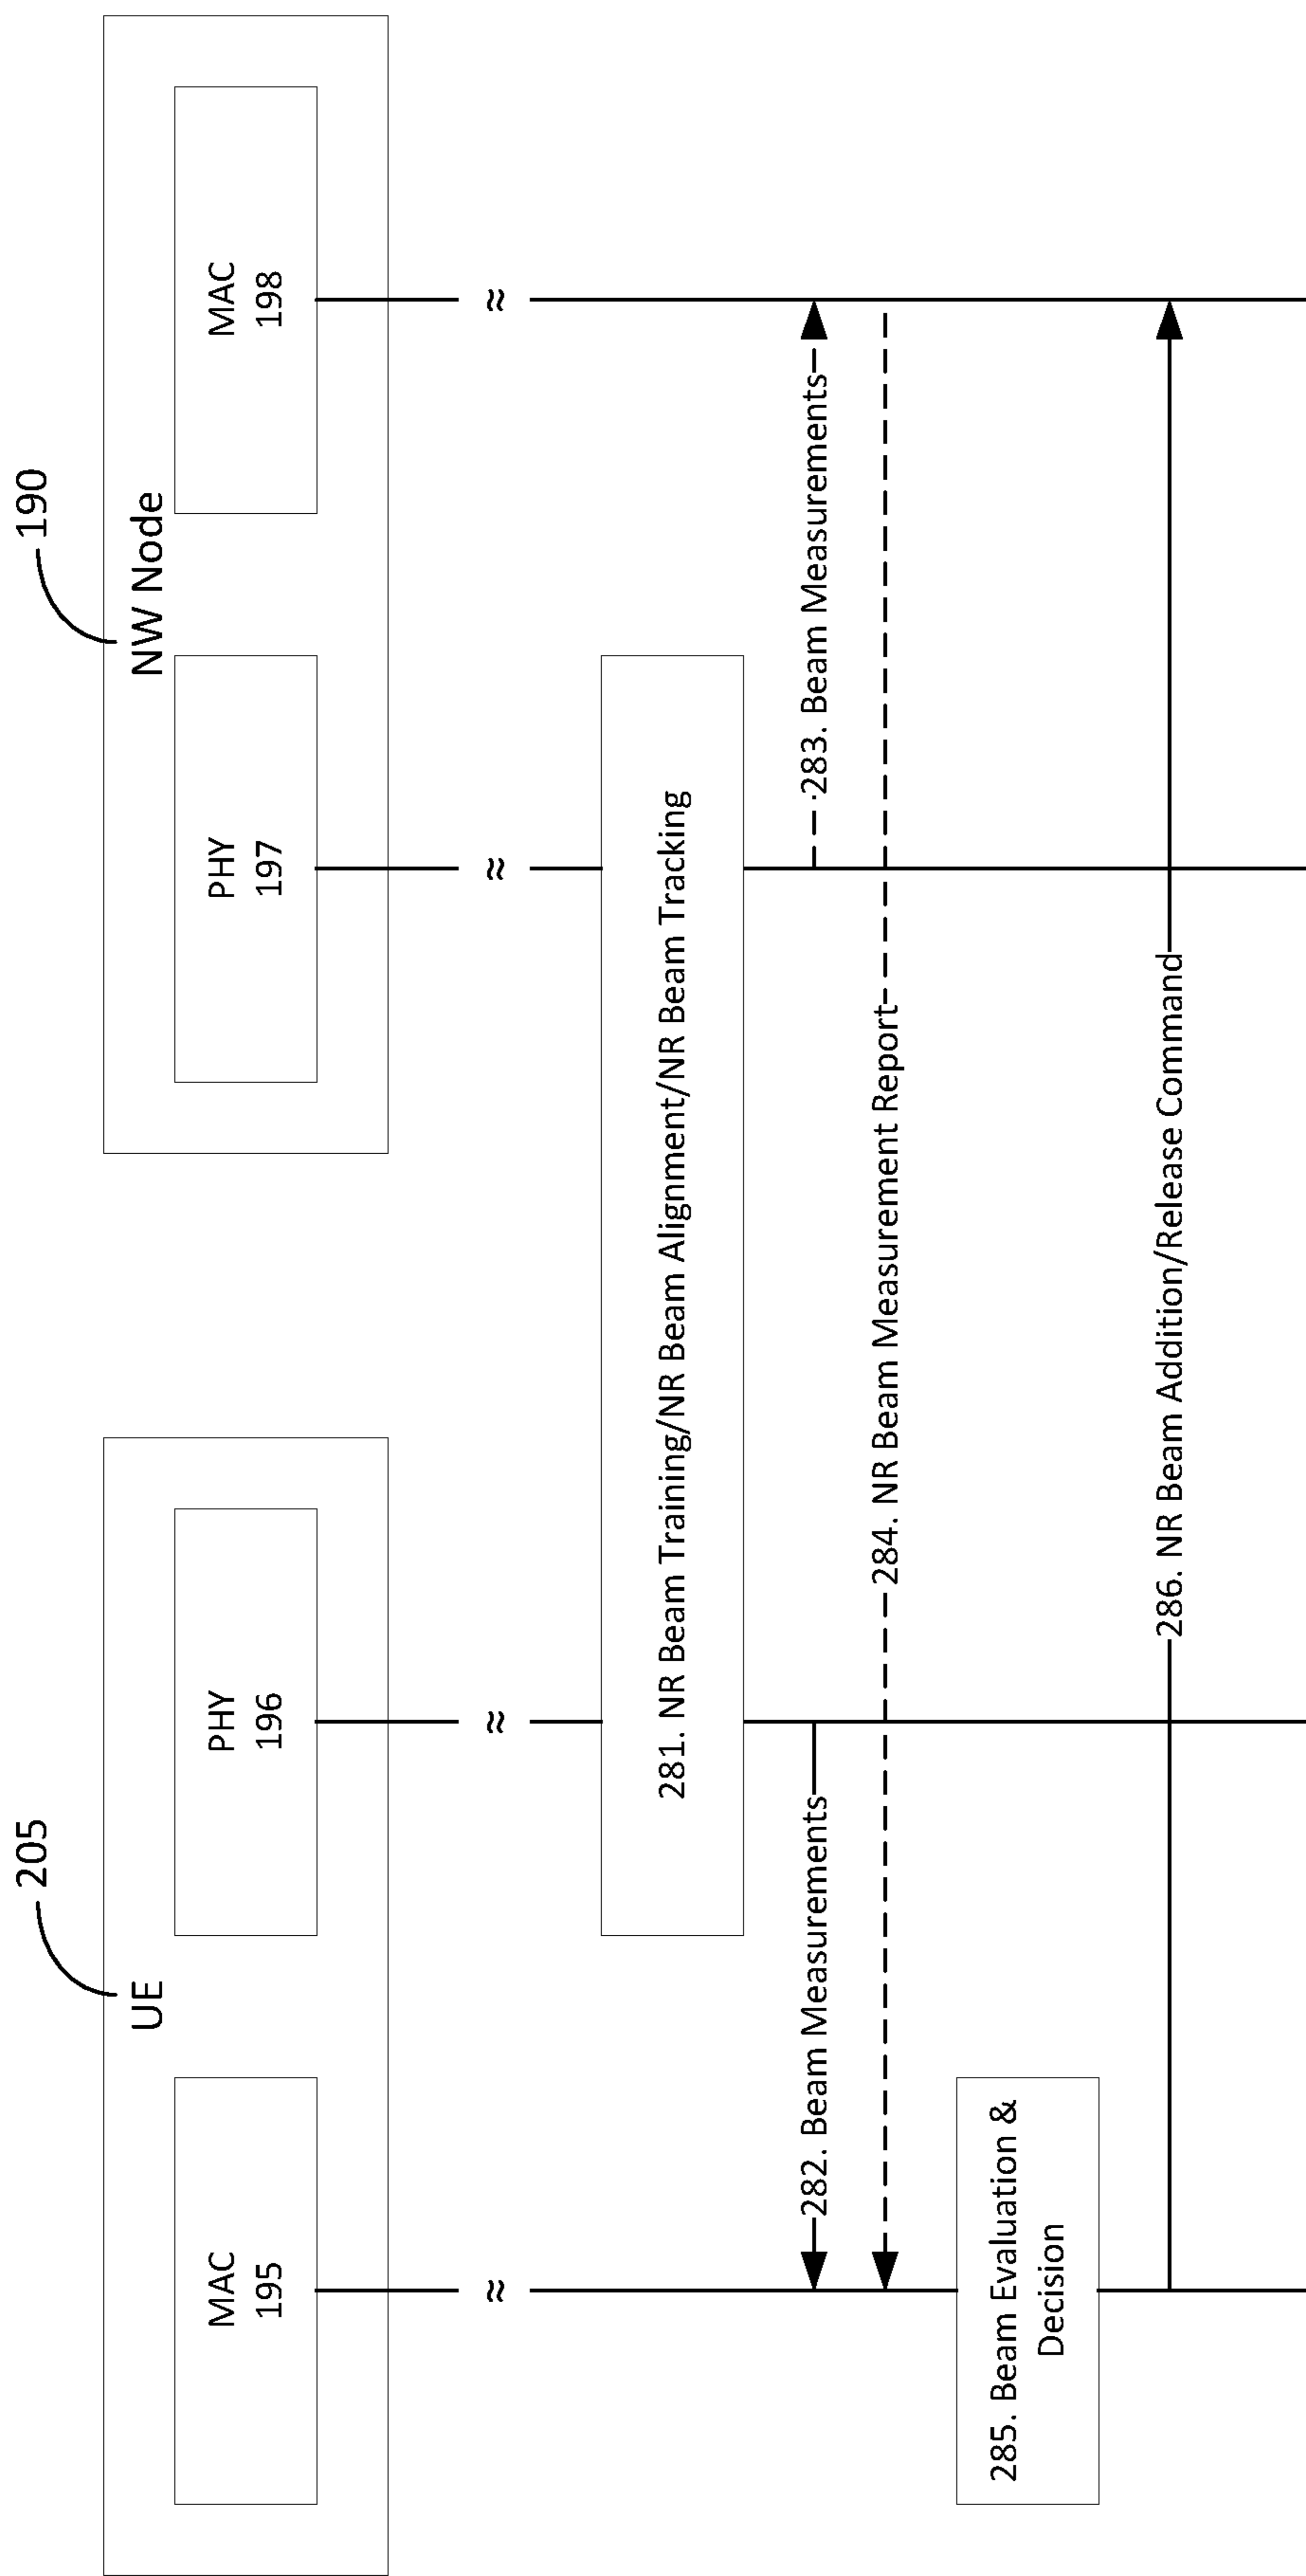 205
190
UE
NW Node
MAC
195
PHY
196
PHY
197
MAC
198
281. NR Beam Training/NR Beam Alignment/NR Beam Tracking
282. Beam Measurements
283. Beam Measurements
284. NR Beam Measurement Report
285. Beam Evaluation &
Decision
286. NR Beam Addition/Release Command